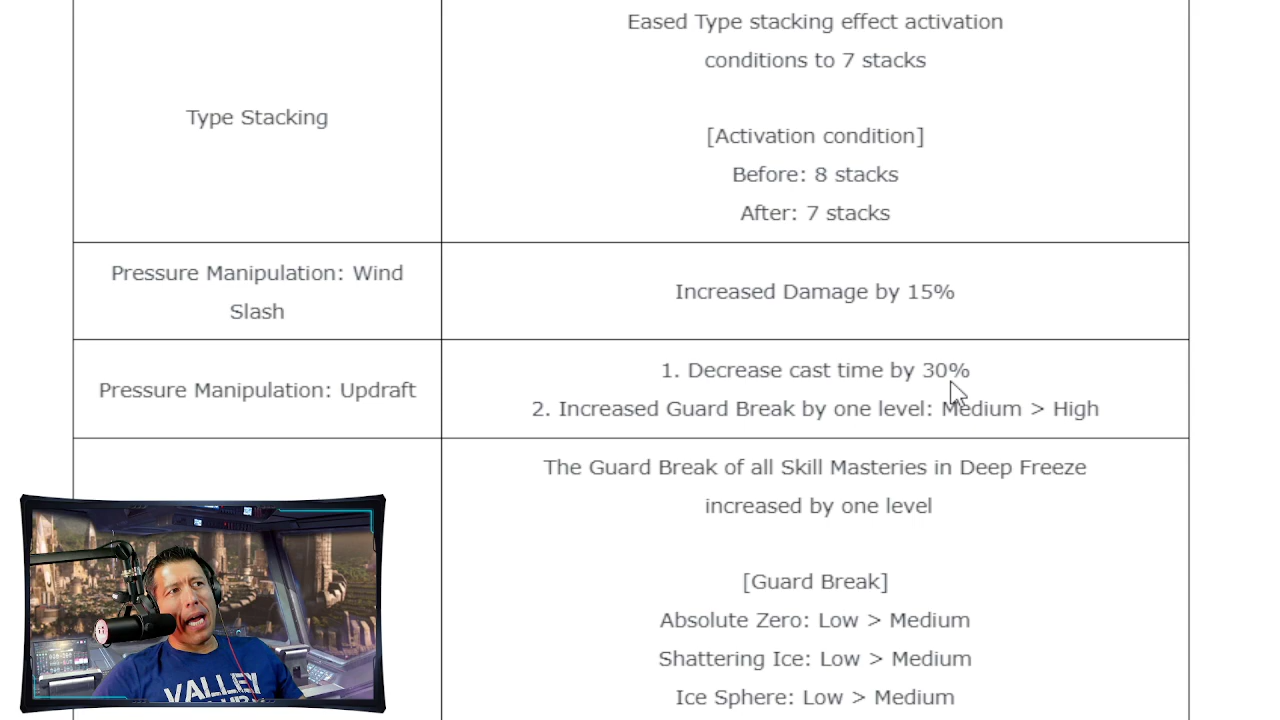 Type Stacking
Eased Type stacking effect activation
conditions to 7 stacks
[Activation condition]
Before: 8 stacks
After: 7 stacks
Pressure Manipulation: Wind
Slash
Increased Damage by 15%
Pressure Manipulation: Updraft
1. Decrease cast time by 30%
2. Increased Guard Break by one level: Medium > High
The Guard Break of all Skill Masteries in Deep Freeze
increased by one level
[Guard Break]
Absolute Zero: Low > Medium
Shattering Ice: Low > Medium
Ice Sphere: Low > Medium
VALLEY